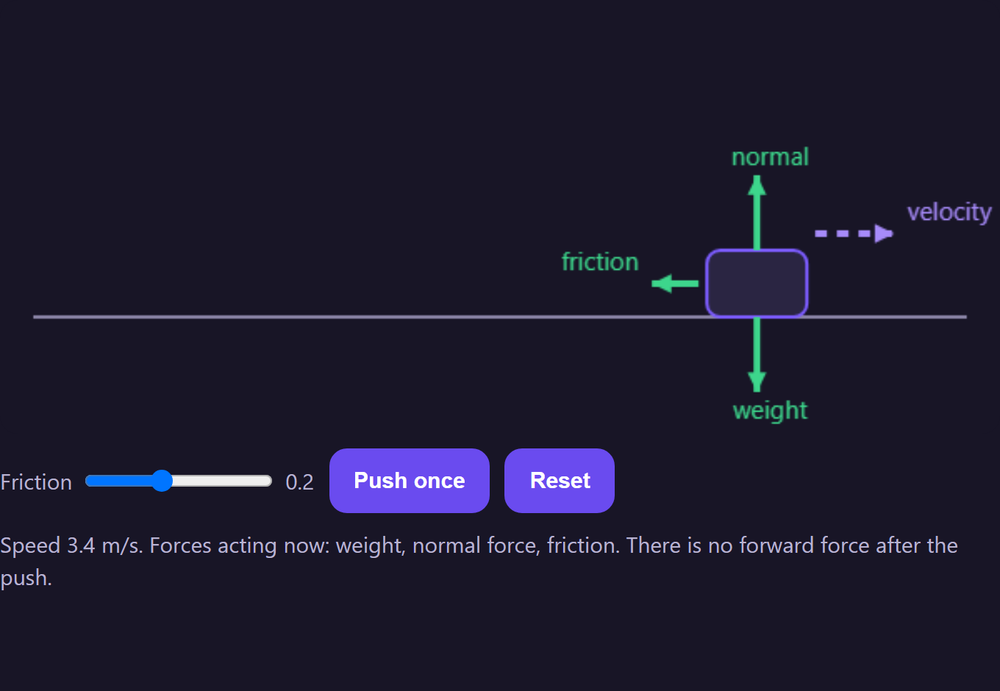 normal
velocity
friction
weight
Friction 0.2 Push once Reset
Speed 3.4 m/s. Forces acting now: weight, normal force, friction. There is no forward force after the
push.